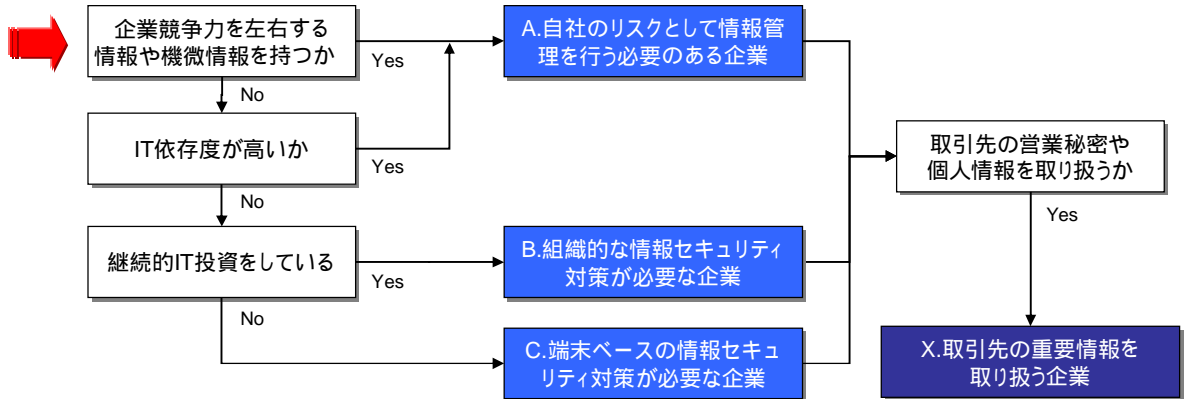 企業競争力を左右する
情報や機微情報を持つか
Yes
A.自社のリスクとして情報管
理を行う必要のある企業
No
IT依存度が高いか
Yes
取引先の営業秘密や
個人情報を取り扱うか
No
Yes
継続的IT投資をしている
Yes
B.組織的な情報セキュリティ
対策が必要な企業
No
C.端末ベースの情報セキュ
リティ対策が必要な企業
X.取引先の重要情報を
取り扱う企業